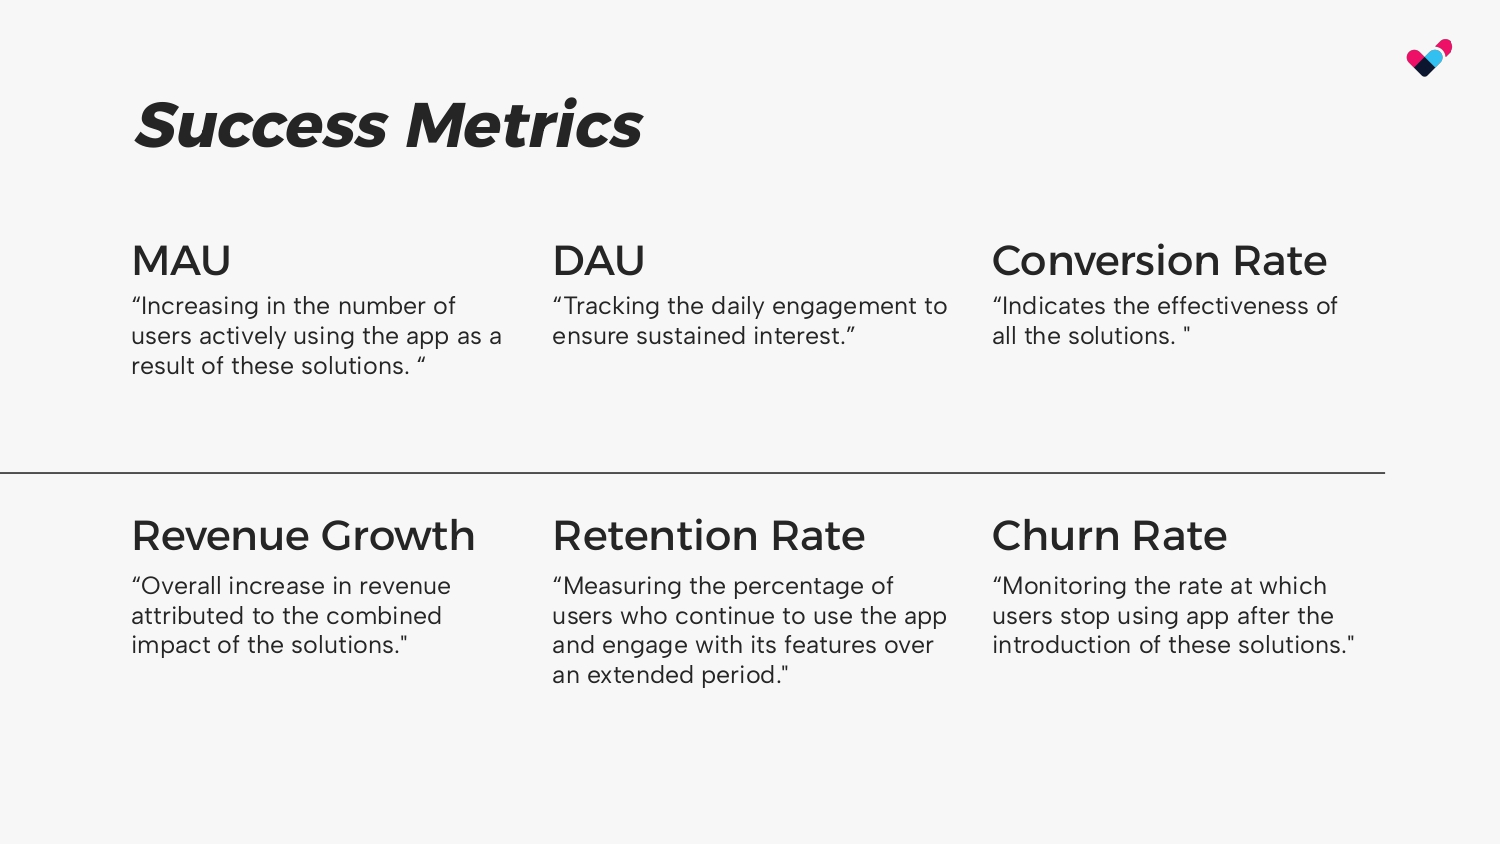 Success Metrics
MAU
“Increasing in the number of
users actively using the app as a
result of these solutions. “
DAU
“Tracking the daily engagement to
ensure sustained interest.”
Conversion Rate
“Indicates the effectiveness of
all the solutions. "
Revenue Growth
“Overall increase in revenue
attributed to the combined
impact of the solutions."
Retention Rate
“Measuring the percentage of
users who continue to use the app
and engage with its features over
an extended period."
Churn Rate
“Monitoring the rate at which
users stop using app after the
introduction of these solutions."